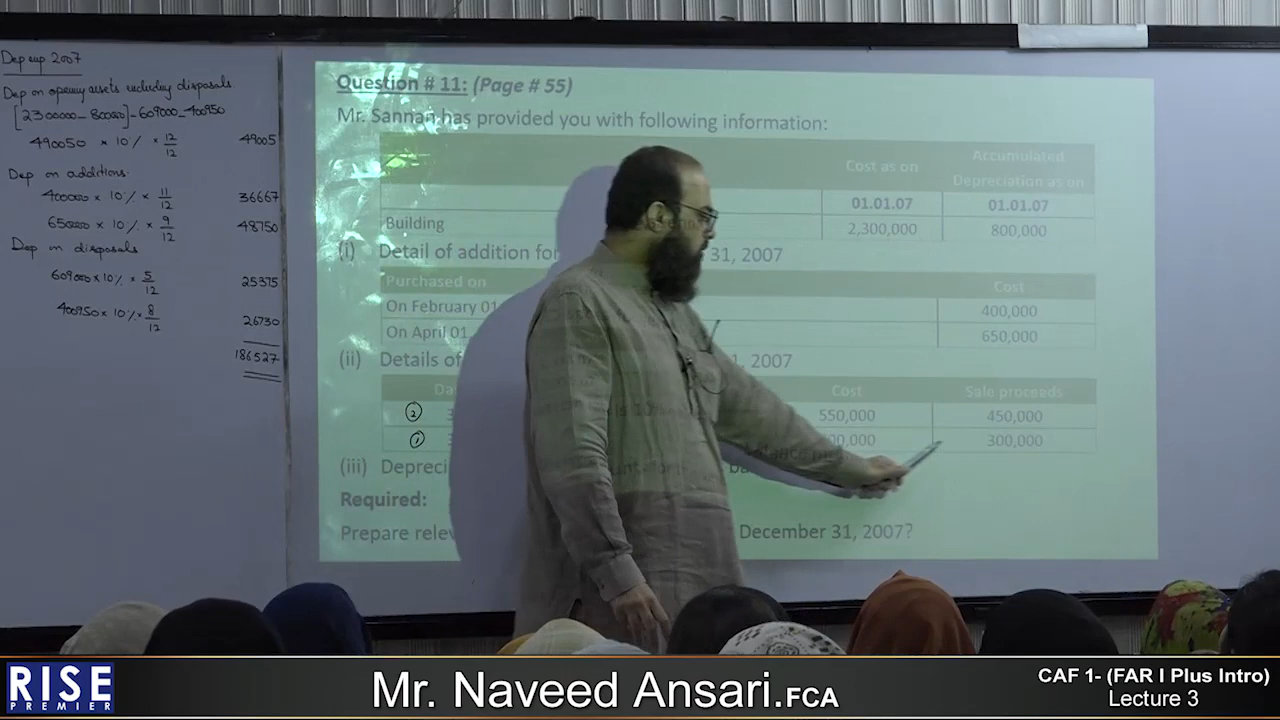 Dep exp 2007
Dep on opening assets including disposals
[2300000 - 800000] - 609000 - 400950
490050 × 10% × 12/12 49005
Dep on additions
400000 × 10% × 11/12 36667
650000 × 10% × 9/12 48750
Dep on disposals
609000 × 10% × 5/12 25375
400950 × 10% × 8/12 26730
186527
Question # 11: (Page # 55)
Mr. Sannan has provided you with following information:
Cost as on Accumulated Depreciation as on
01.01.07 01.01.07
Building 2,300,000 800,000
(i) Detail of addition for 31, 2007
Purchased on Cost
On February 01 400,000
On April 01 650,000
(ii) Details of 1, 2007
Cost Sale proceeds
2 550,000 450,000
1 300,000
(iii)
Required:
Prepare December 31, 2007?
RISE
PREMIER
Mr. Naveed Ansari.FCA
CAF 1- (FAR I Plus Intro)
Lecture 3